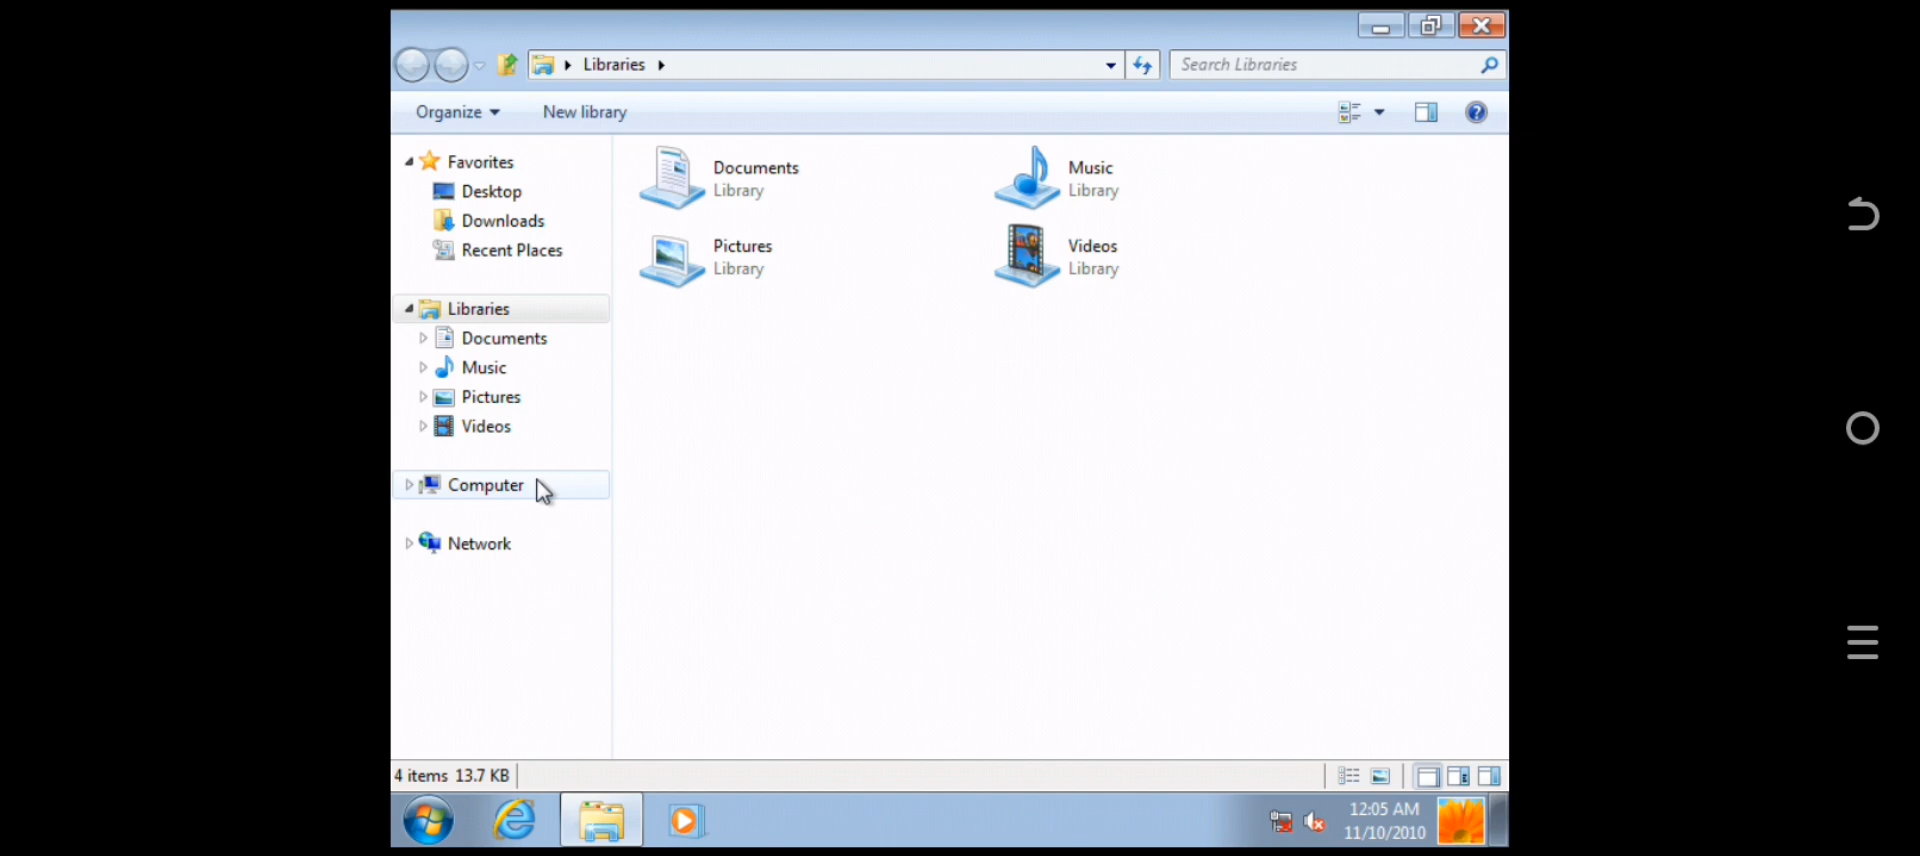 Libraries
Search Libraries
Organize
New library
Favorites
Desktop
Downloads
Recent Places
Libraries
Documents
Music
Pictures
Videos
Computer
Network
Documents
Library
Music
Library
Pictures
Library
Videos
Library
4 items 13.7 KB
12:05 AM
11/10/2010